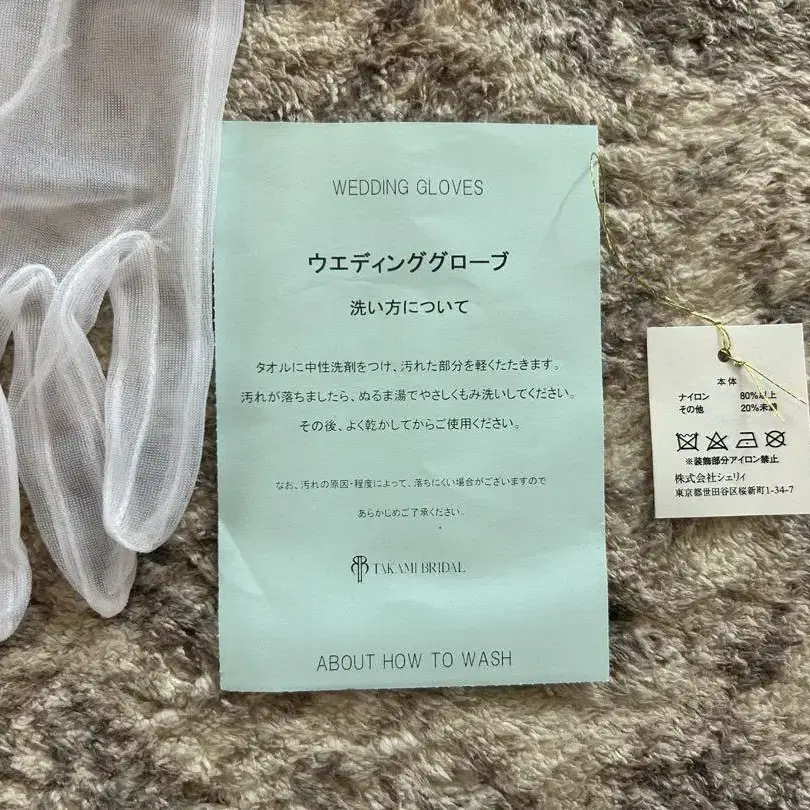 WEDDING GLOVES
ウエディンググローブ
洗い方について
タオルに中性洗剤をつけ、汚れた部分を軽くたたきます。
汚れが落ちましたら、ぬるま湯でやさしくもみ洗いしてください。
その後、よく乾かしてからご使用ください。
なお、汚れの原因・程度によって、落ちにくい場合がございますので
あらかじめご了承ください。
TAKAMI BRIDAL
ABOUT HOW TO WASH
本体
ナイロン 80%以上
その他 20%未満
※装飾部分アイロン禁止
株式会社シェリィ
東京都世田谷区桜新町1-34-7